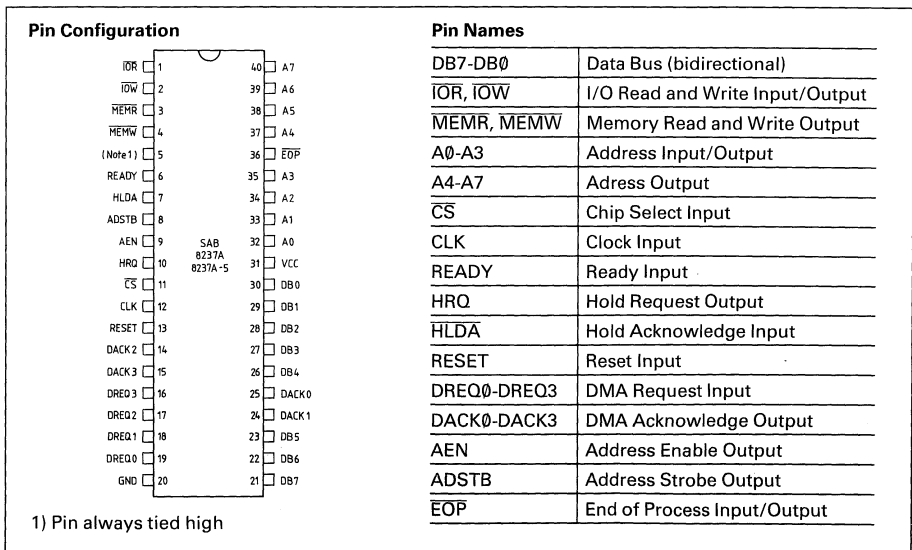 Pin Configuration
IOR 1 40 A7
IOW 2 39 A6
MEMR 3 38 A5
MEMW 4 37 A4
(Note1) 5 36 EOP
READY 6 35 A3
HLDA 7 34 A2
ADSTB 8 33 A1
AEN 9 SAB 32 A0
HRQ 10 8237A 31 VCC
CS 11 8237A-5 30 DB0
CLK 12 29 DB1
RESET 13 28 DB2
DACK2 14 27 DB3
DACK3 15 26 DB4
DREQ3 16 25 DACK0
DREQ2 17 24 DACK1
DREQ1 18 23 DB5
DREQ0 19 22 DB6
GND 20 21 DB7
1) Pin always tied high
Pin Names
DB7-DB0 Data Bus (bidirectional)
IOR, IOW I/O Read and Write Input/Output
MEMR, MEMW Memory Read and Write Output
A0-A3 Address Input/Output
A4-A7 Adress Output
CS Chip Select Input
CLK Clock Input
READY Ready Input
HRQ Hold Request Output
HLDA Hold Acknowledge Input
RESET Reset Input
DREQ0-DREQ3 DMA Request Input
DACK0-DACK3 DMA Acknowledge Output
AEN Address Enable Output
ADSTB Address Strobe Output
EOP End of Process Input/Output